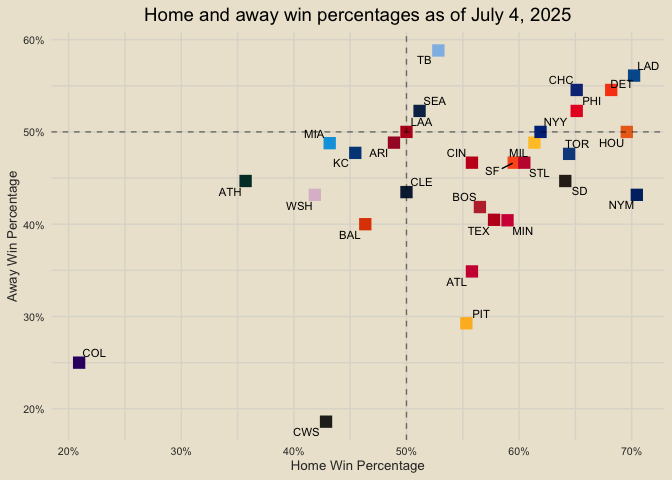 Home and away win percentages as of July 4, 2025
60%
TB
LAD
CHC
DET
SEA
PHI
LAA
NYY
50%
MIA
HOU
ARI
TOR
KC
CIN
MIL
SF
STL
CLE
ATH
SD
WSH
BOS
NYM
40%
BAL
TEX
MIN
ATL
30%
PIT
COL
20%
CWS
20%
30%
40%
50%
60%
70%
Home Win Percentage
Away Win Percentage